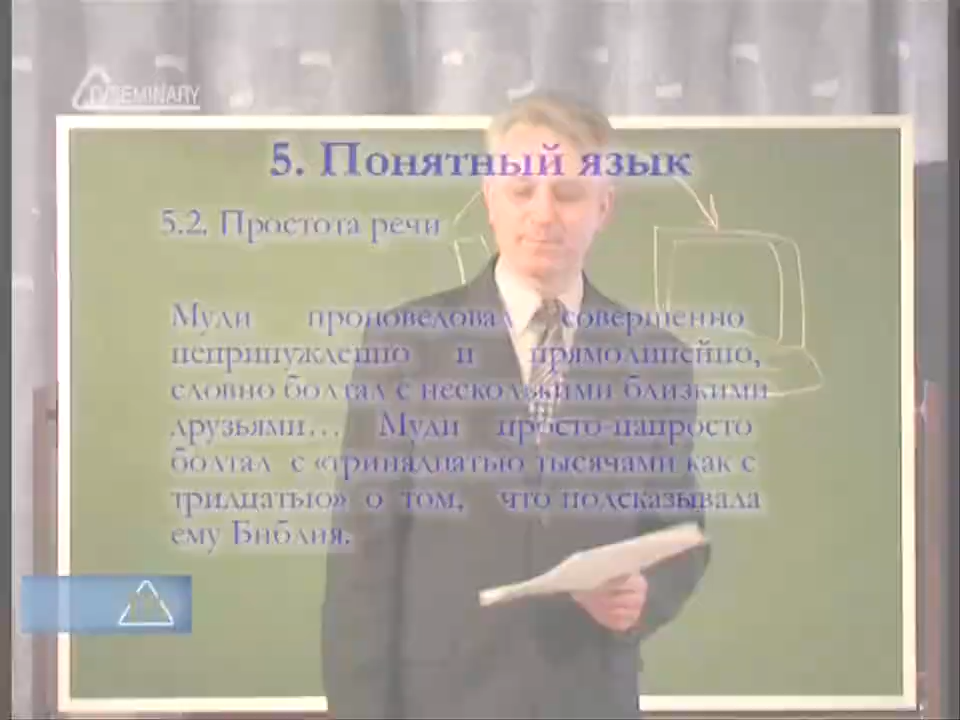 TVSEMINARY
5. Понятный язык
5.2. Простота речи
Муди проповедовал совершенно
непринужденно и прямолинейно,
словно болтал с несколькими близкими
друзьями... Муди просто-напросто
болтал с «тринадцатью тысячами как с
тридцатью» о том, что подсказывала
ему Библия.